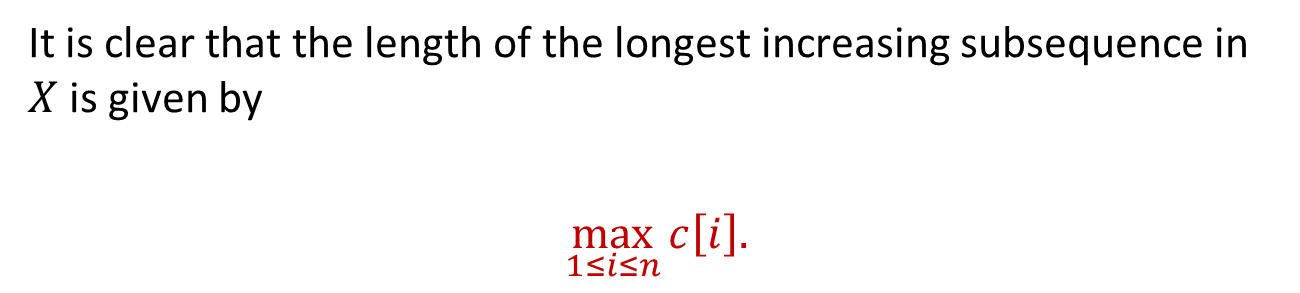 It is clear that the length of the longest increasing subsequence in
X is given by
max c[i].
1≤i≤n